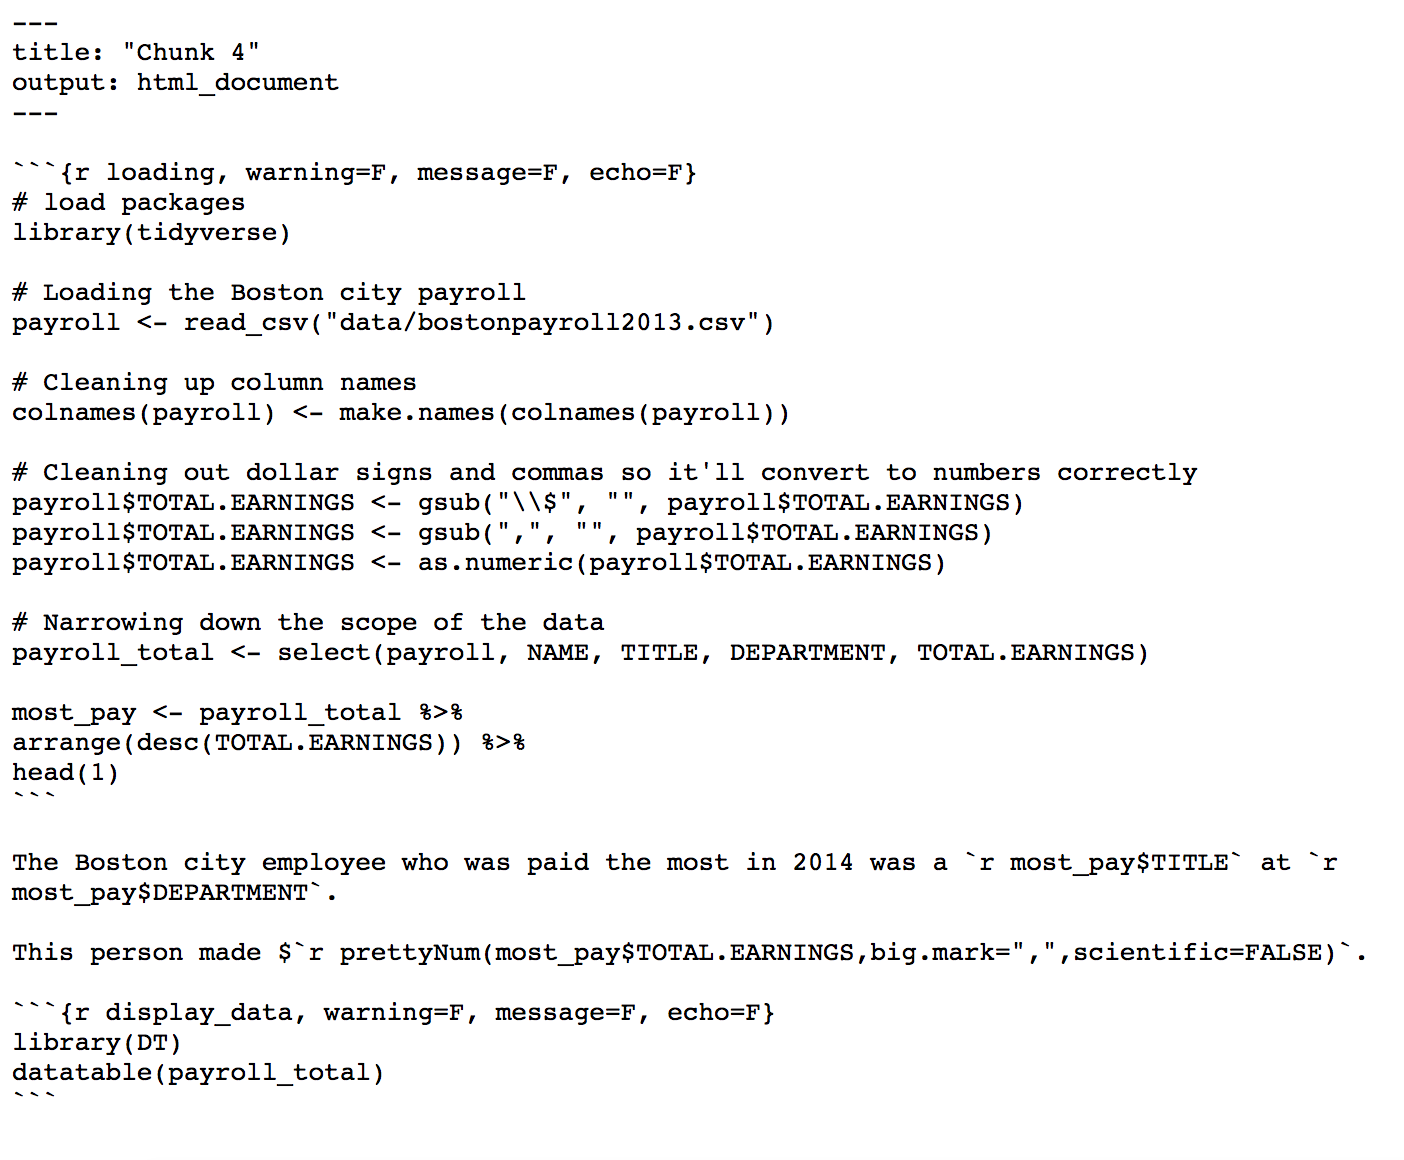 ---
title: "Chunk 4"
output: html_document
---
```{r loading, warning=F, message=F, echo=F}
# load packages
library(tidyverse)
# Loading the Boston city payroll
payroll <- read_csv("data/bostonpayroll2013.csv")
# Cleaning up column names
colnames(payroll) <- make.names(colnames(payroll))
# Cleaning out dollar signs and commas so it'll convert to numbers correctly
payroll$TOTAL.EARNINGS <- gsub("\\$", "", payroll$TOTAL.EARNINGS)
payroll$TOTAL.EARNINGS <- gsub(",", "", payroll$TOTAL.EARNINGS)
payroll$TOTAL.EARNINGS <- as.numeric(payroll$TOTAL.EARNINGS)
# Narrowing down the scope of the data
payroll_total <- select(payroll, NAME, TITLE, DEPARTMENT, TOTAL.EARNINGS)
most_pay <- payroll_total %>%
arrange(desc(TOTAL.EARNINGS)) %>%
head(1)
```
The Boston city employee who was paid the most in 2014 was a `r most_pay$TITLE` at `r
most_pay$DEPARTMENT`.
This person made $`r prettyNum(most_pay$TOTAL.EARNINGS,big.mark=",",scientific=FALSE)`.
```{r display_data, warning=F, message=F, echo=F}
library(DT)
datatable(payroll_total)
```